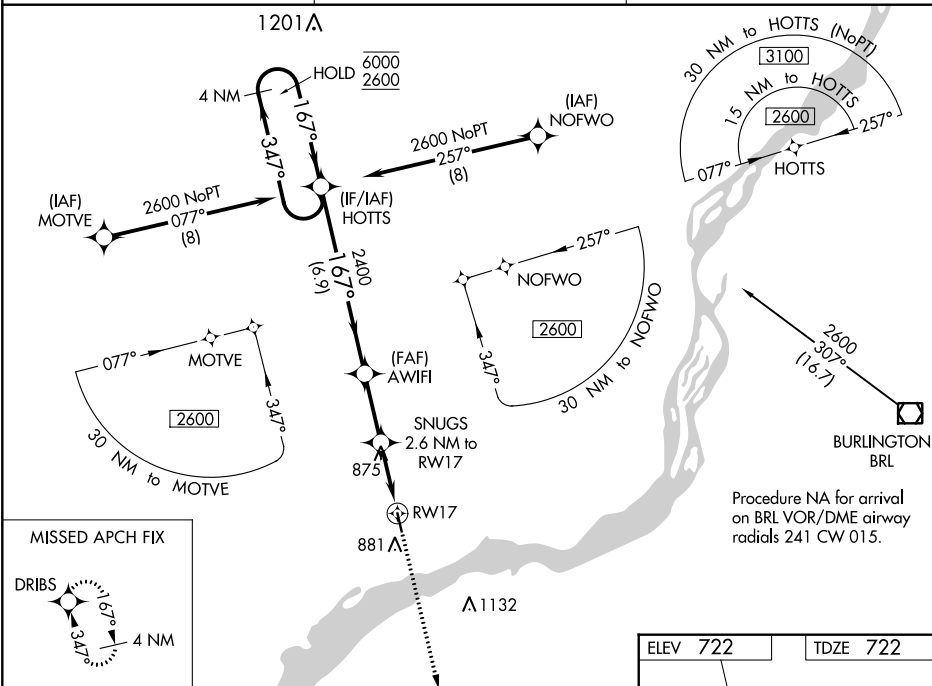 1201
HOLD 6000
2600
4 NM
167°
347°
(IAF)
NOFWO
2600 NoPT
257°
(8)
(IAF)
MOTVE
2600 NoPT
077°
(8)
(IF/IAF)
HOTTS
2400
167°
(6.9)
30 NM to HOTTS (NoPT)
3100
15 NM to HOTTS
2600
257°
077°
HOTTS
257°
NOFWO
2600
347°
30 NM to NOFWO
077°
MOTVE
2600
347°
30 NM to MOTVE
(FAF)
AWIFI
SNUGS
2.6 NM to
RW17
875
RW17
881
1132
2600
307°
(16.7)
BURLINGTON
BRL
Procedure NA for arrival
on BRL VOR/DME airway
radials 241 CW 015.
MISSED APCH FIX
DRIBS
167°
347°
4 NM
ELEV 722
TDZE 722